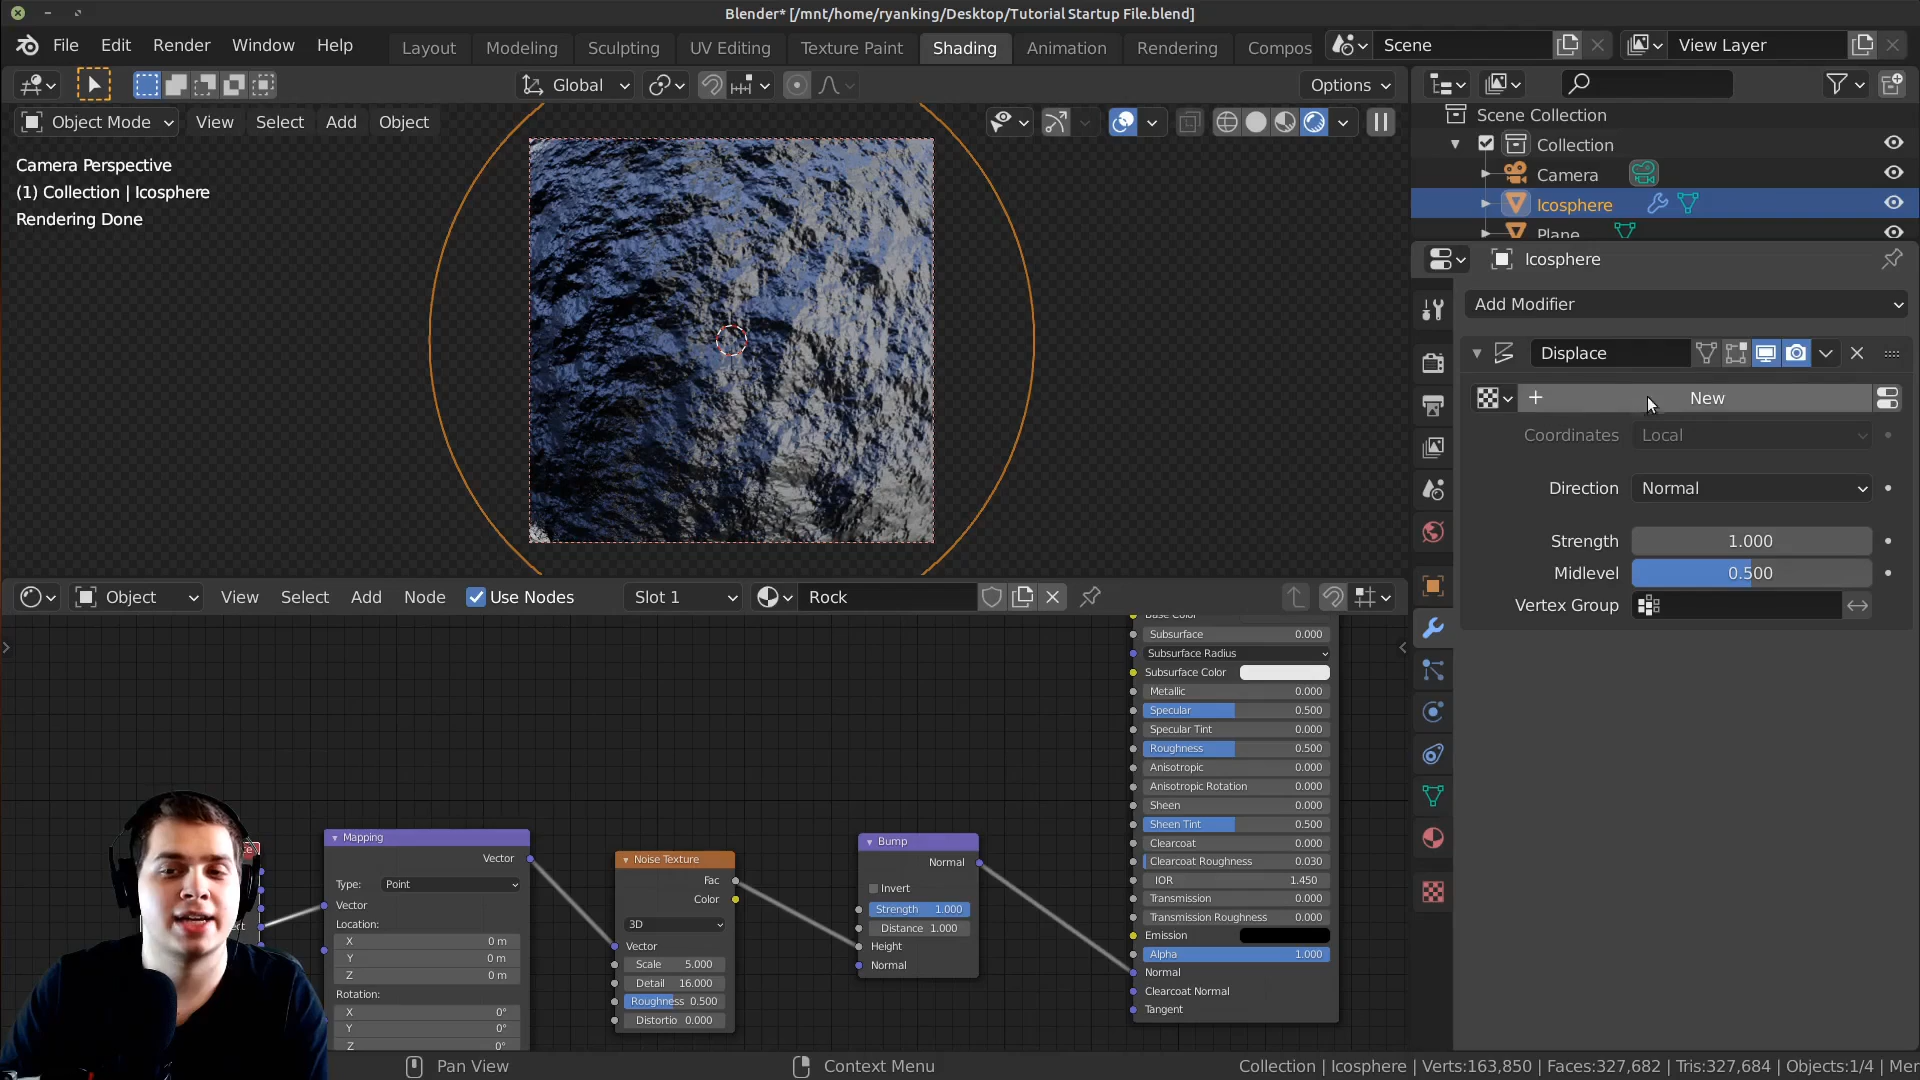 Blender* [/mnt/home/ryanking/Desktop/Tutorial Startup File.blend]
File Edit Render Window Help Layout Modeling Sculpting UV Editing Texture Paint Shading Animation Rendering Compos Scene View Layer
Global Options
Object Mode View Select Add Object
Camera Perspective
(1) Collection | Icosphere
Rendering Done
Scene Collection
Collection
Camera
Icosphere
Plane
Icosphere
Add Modifier
Displace
New
Coordinates Local
Direction Normal
Strength 1.000
Midlevel 0.500
Vertex Group
Object View Select Add Node Use Nodes Slot 1 Rock
Base Color
Subsurface 0.000
Subsurface Radius
Subsurface Color
Metallic 0.000
Specular 0.500
Specular Tint 0.000
Roughness 0.500
Anisotropic 0.000
Anisotropic Rotation 0.000
Sheen 0.000
Sheen Tint 0.500
Clearcoat 0.000
Clearcoat Roughness 0.030
IOR 1.450
Transmission 0.000
Transmission Roughness 0.000
Emission
Alpha 1.000
Normal
Clearcoat Normal
Tangent
Mapping
Vector
Type: Point
Vector
Location:
X 0 m
Y 0 m
Z 0 m
Rotation:
X 0°
Y 0°
Z 0°
Noise Texture
Fac
Color
3D
Vector
Scale 5.000
Detail 16.000
Roughness 0.500
Distortio 0.000
Bump
Normal
Invert
Strength 1.000
Distance 1.000
Height
Normal
Pan View Context Menu Collection | Icosphere | Verts:163,850 | Faces:327,682 | Tris:327,684 | Objects:1/4 | Mer